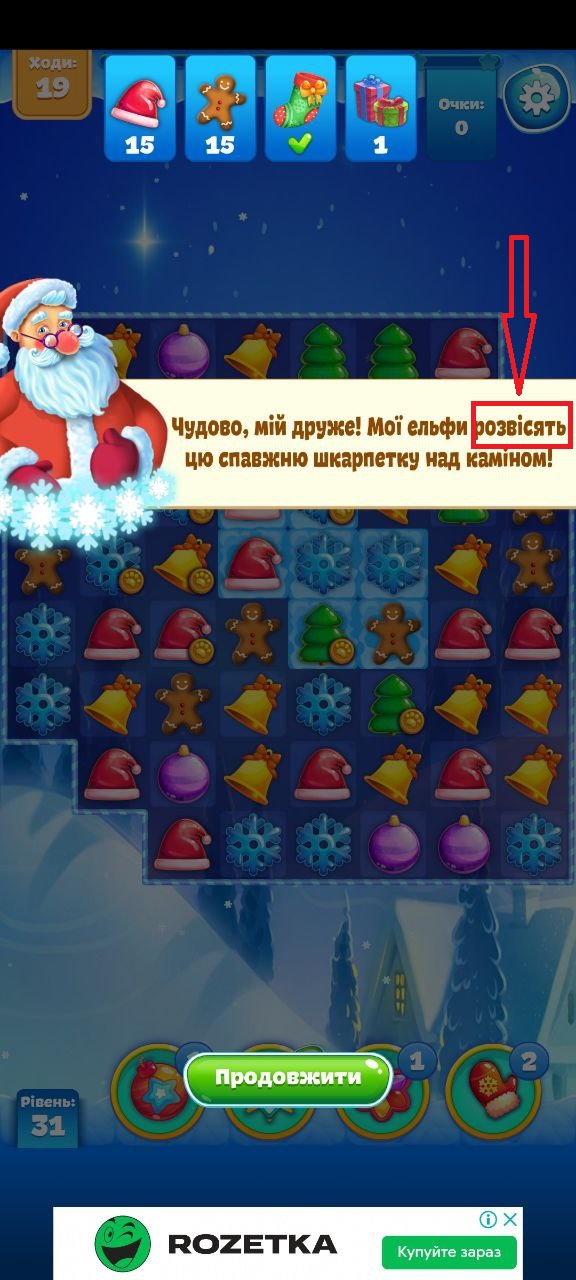 Ходи:
19
15
15
1
Очки:
0
Чудово, мій друже! Мої ельфи розвісять
цю спавжню шкарпетку над каміном!
Продовжити
1
2
Рівень:
31
ROZETKA
Купуйте зараз